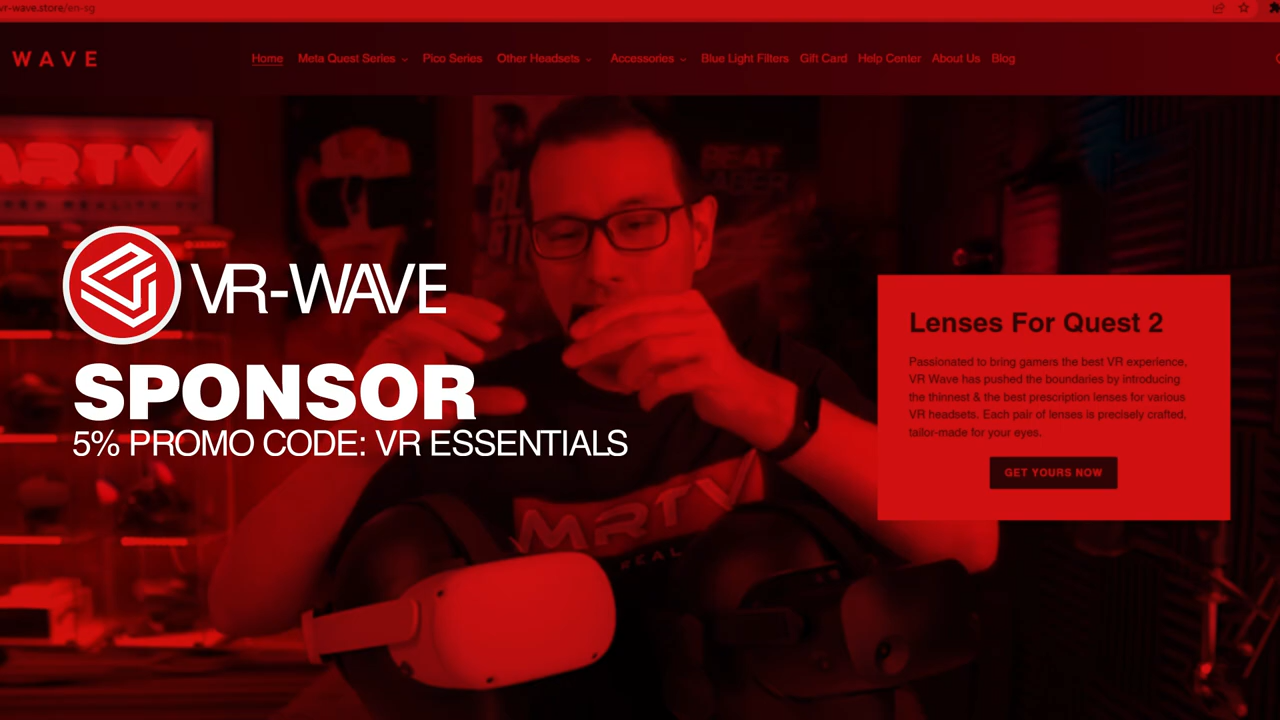 vr-wave.store/en-sg
WAVE
Home Meta Quest Series Pico Series Other Headsets Accessories Blue Light Filters Gift Card Help Center About Us Blog
MRTV
BEAT
SABER
VR-WAVE
SPONSOR
5% PROMO CODE: VR ESSENTIALS
Lenses For Quest 2
Passionated to bring gamers the best VR experience,
VR Wave has pushed the boundaries by introducing
the thinnest & the best prescription lenses for various
VR headsets. Each pair of lenses is precisely crafted,
tailor-made for your eyes.
GET YOURS NOW
MRTV